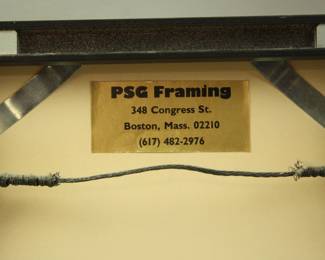 PSG Framing
348 Congress St.
Boston, Mass. 02210
(617) 482-2976